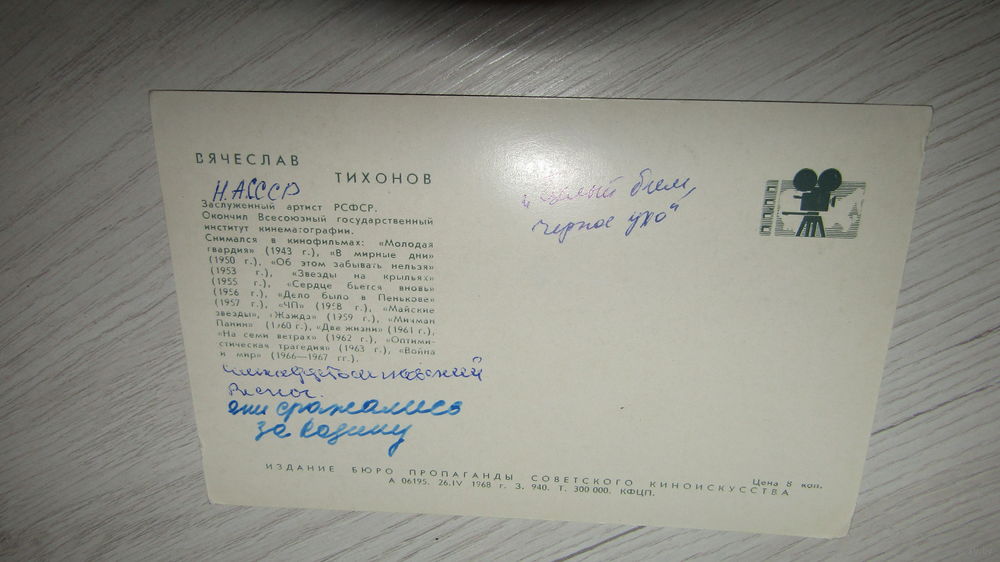 ВЯЧЕСЛАВ
ТИХОНОВ
Н.АСССР
Заслуженный артист РСФСР.
Окончил Всесоюзный государственный
институт кинематографии.
Снимался в кинофильмах: «Молодая
гвардия» (1943 г.), «В мирные дни»
(1950 г.), «Об этом забывать нельзя»
(1953 г.), «Звезды на крыльях»
(1955 г.), «Сердце бьется вновь»
(1956 г.), «Дело было в Пенькове»
(1957 г.), «ЧП» (1958 г.), «Майские
звезды», «Жажда» (1959 г.), «Мичман
Панин» (1960 г.), «Две жизни» (1961 г.),
«На семи ветрах» (1962 г.), «Оптими-
стическая трагедия» (1963 г.), «Война
и мир» (1966—1967 гг.).
они сражались
за Родину
"Белый бим,
черное ухо"
ИЗДАНИЕ БЮРО ПРОПАГАНДЫ СОВЕТСКОГО КИНОИСКУССТВА
Цена 8 коп.
А 06195. 26.IV 1968 г. З. 940. Т. 300 000. КФЦП.